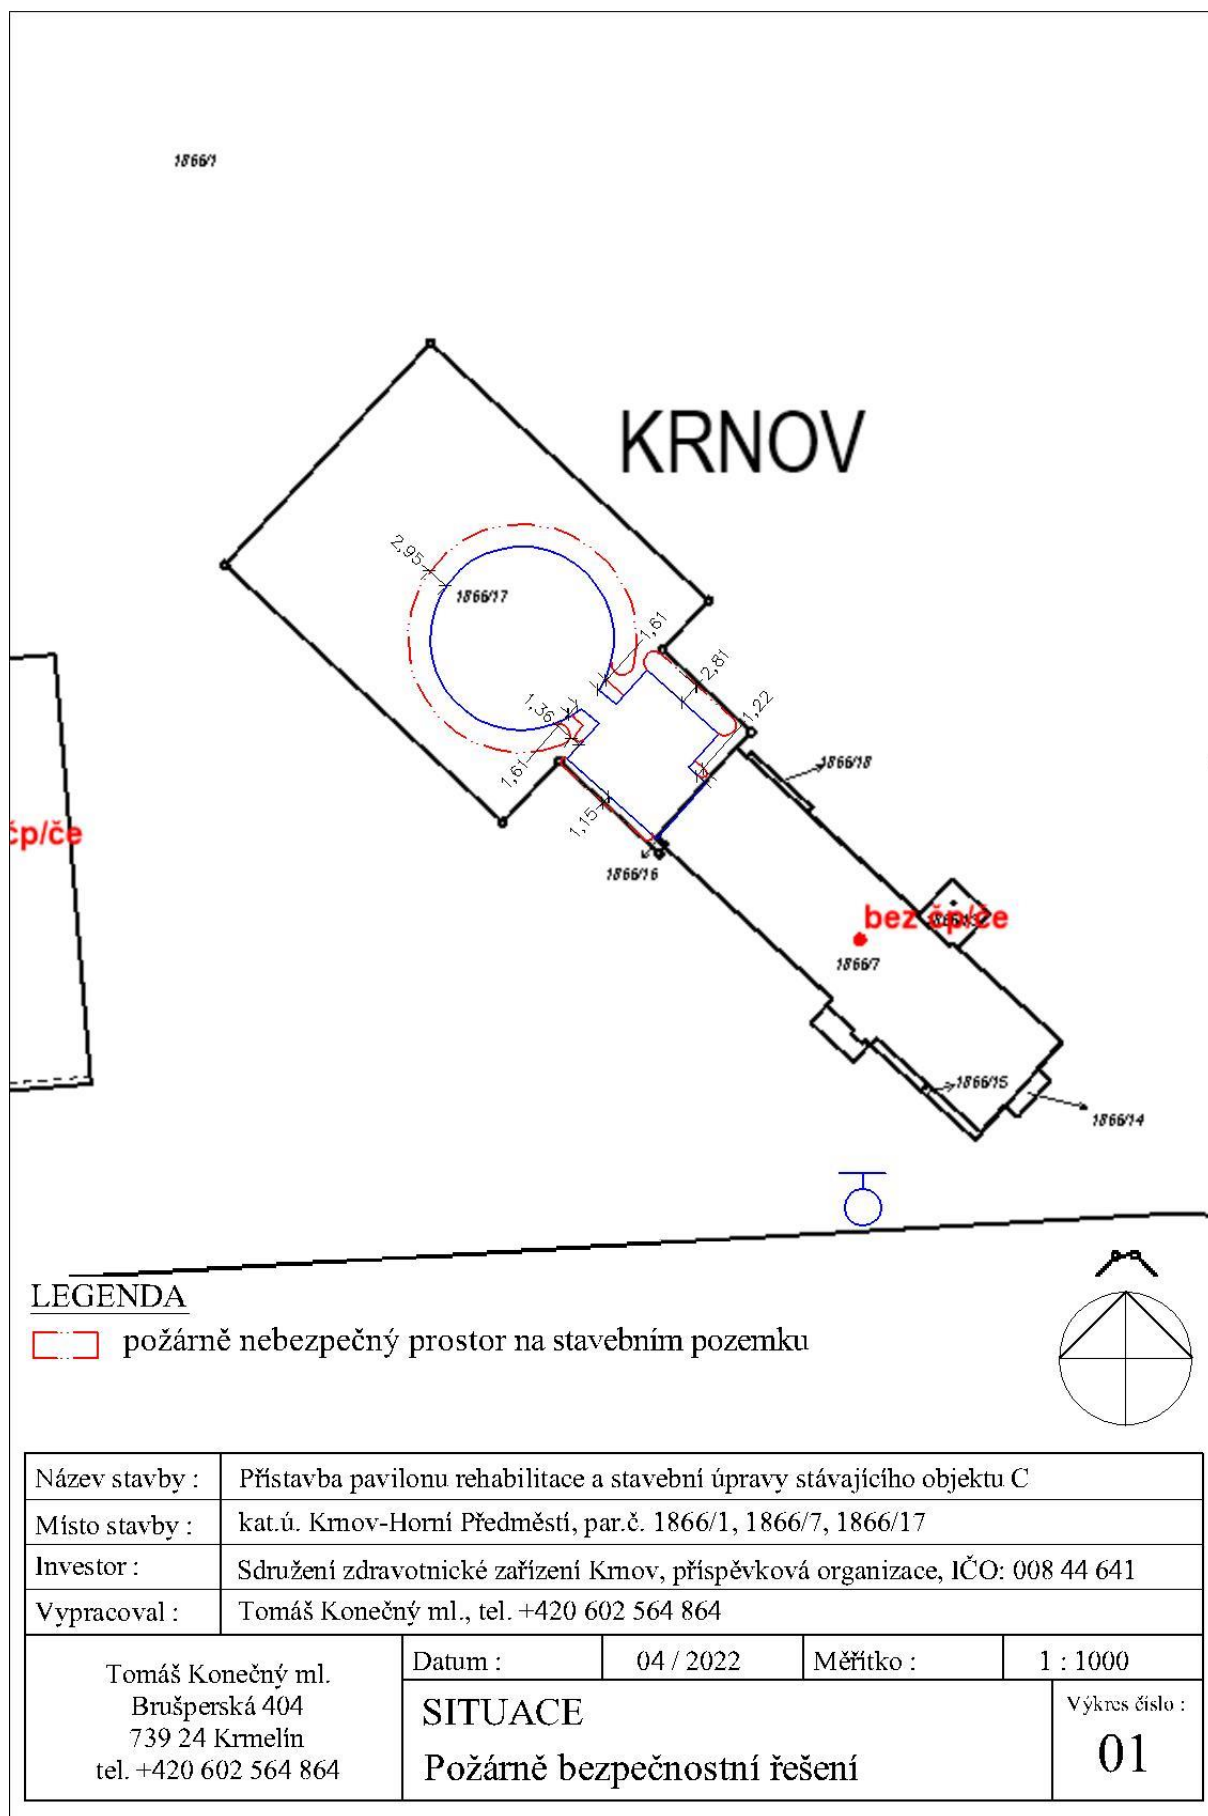 1866/1
KRNOV
2,95
1866/17
1,61
2,81
1,36
1,22
1,61
1866/18
čp/če
1,15
1866/16
bez čp/če
1866/7
1866/15
1866/14
LEGENDA
požárně nebezpečný prostor na stavebním pozemku
Název stavby : Přístavba pavilonu rehabilitace a stavební úpravy stávajícího objektu C
Místo stavby : kat.ú. Krnov-Horní Předměstí, par.č. 1866/1, 1866/7, 1866/17
Investor : Sdružení zdravotnické zařízení Krnov, příspěvková organizace, IČO: 008 44 641
Vypracoval : Tomáš Konečný ml., tel. +420 602 564 864
Tomáš Konečný ml.
Brušperská 404
739 24 Krmelín
tel. +420 602 564 864
Datum : 04 / 2022 Měřítko : 1 : 1000
SITUACE
Požárně bezpečnostní řešení
Výkres číslo :
01